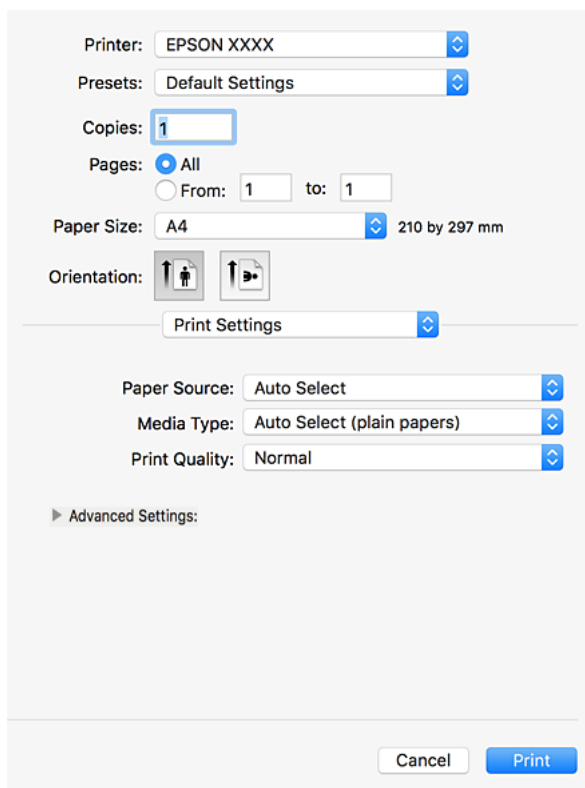 Printer: EPSON XXXX
Presets: Default Settings
Copies: 1
Pages: All
From: 1 to: 1
Paper Size: A4 210 by 297 mm
Orientation:
Print Settings
Paper Source: Auto Select
Media Type: Auto Select (plain papers)
Print Quality: Normal
Advanced Settings:
Cancel Print